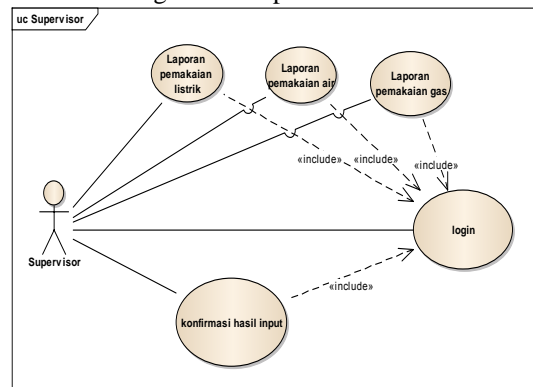 uc Supervisor
Laporan
pemakaian
listrik
Laporan
pemakaian air
Laporan
pemakaian gas
«include»
«include»
«include»
login
Supervisor
konfirmasi hasil input
«include»